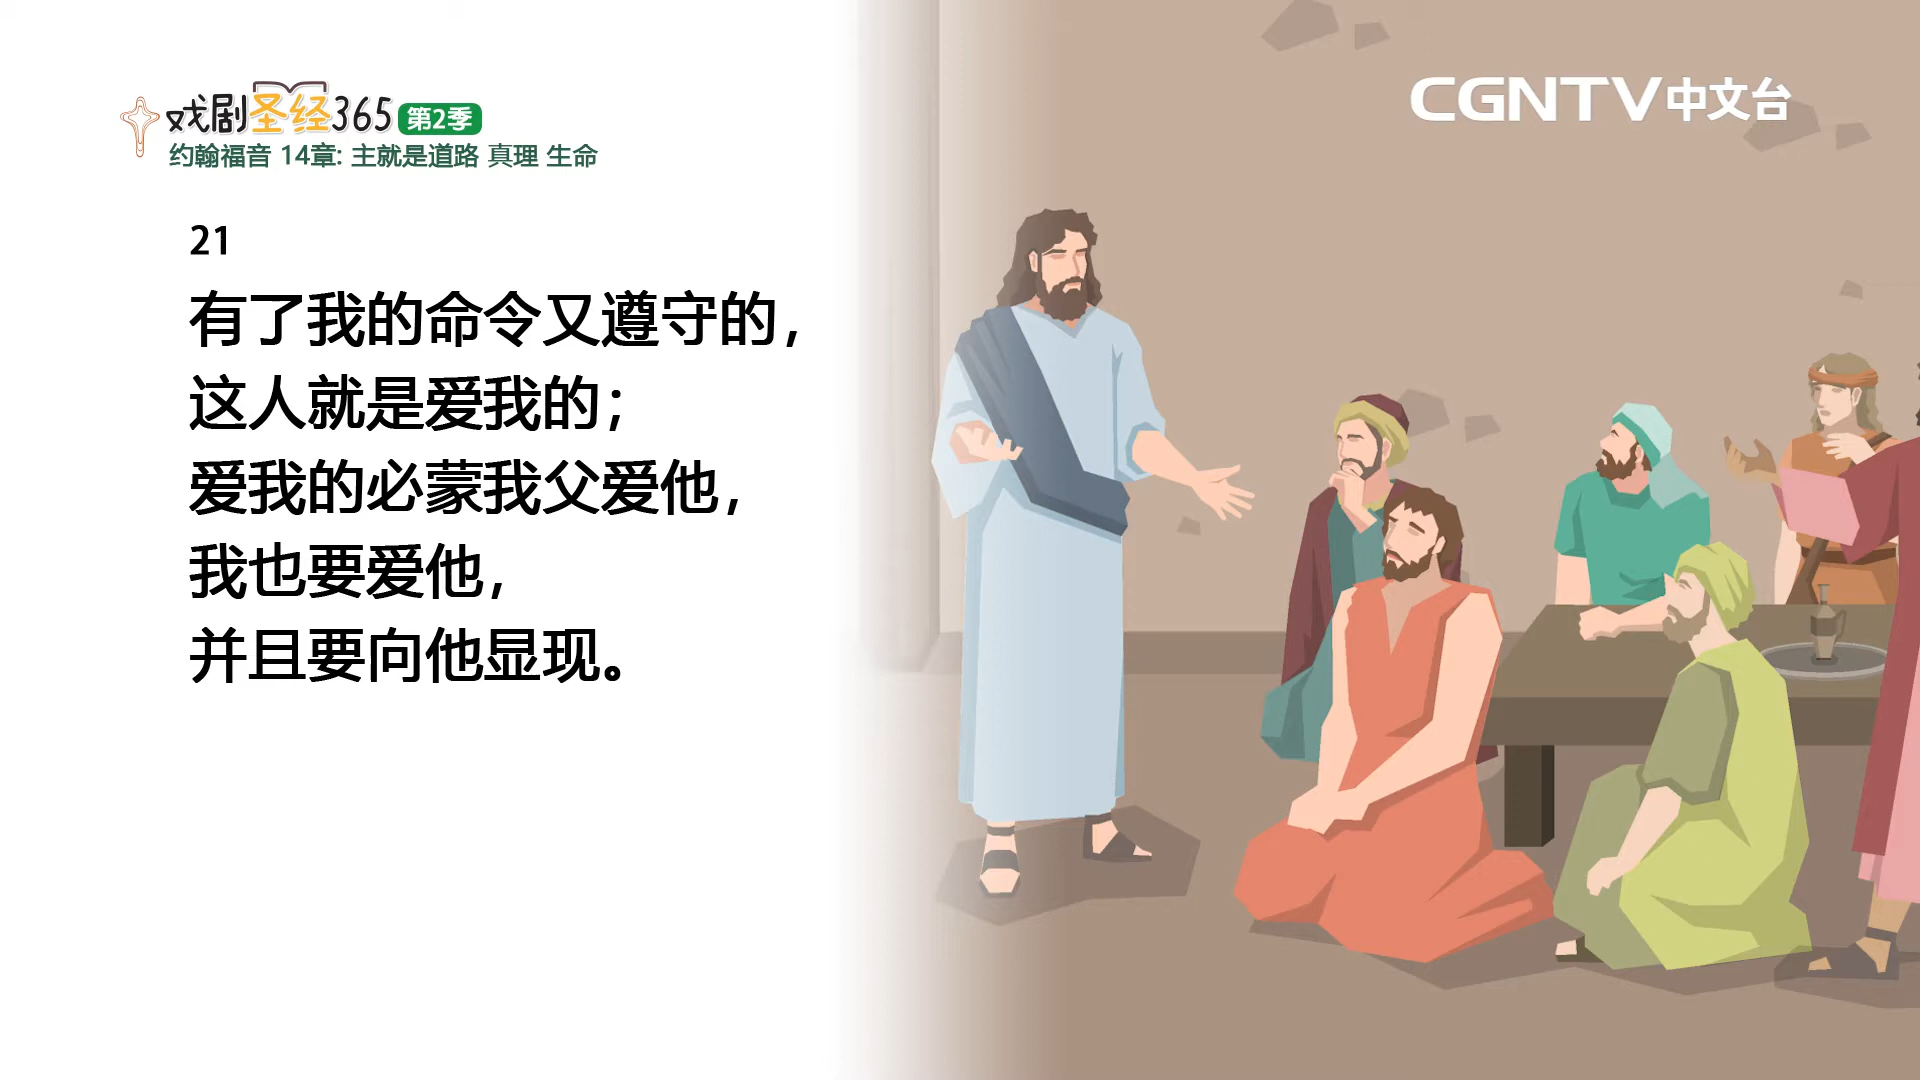 戏剧圣经365 第2季
约翰福音 14章: 主就是道路 真理 生命
CGNTV中文台
21
有了我的命令又遵守的，
这人就是爱我的；
爱我的必蒙我父爱他，
我也要爱他，
并且要向他显现。